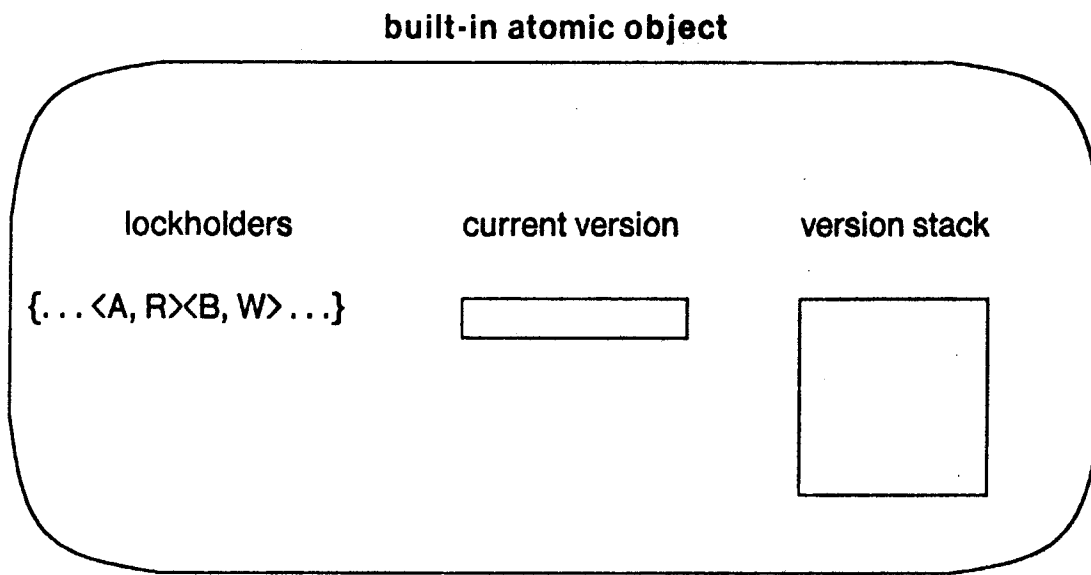 built-in atomic object
lockholders current version version stack
{...<A, R><B, W>...}